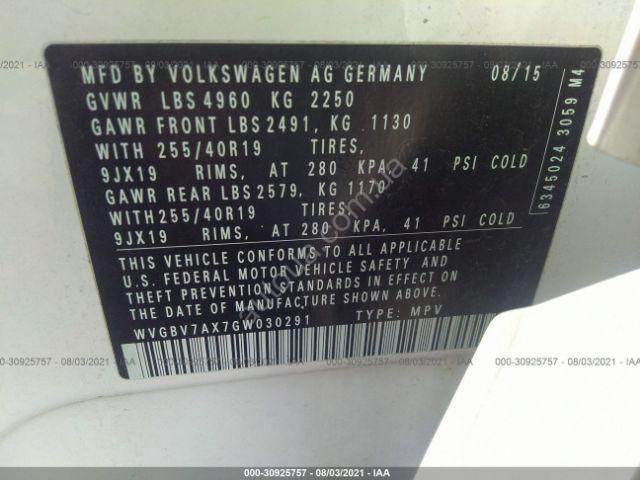 MFD BY VOLKSWAGEN AG GERMANY 08/15
GVWR LBS 4960 KG 2250
GAWR FRONT LBS 2491, KG 1130
WITH 255/40R19 TIRES,
9JX19 RIMS, AT 280 KPA, 41 PSI COLD
GAWR REAR LBS 2579, KG 1170
WITH 255/40R19 TIRES
9JX19 RIMS, AT 280 KPA, 41 PSI COLD
THIS VEHICLE CONFORMS TO ALL APPLICABLE
U.S. FEDERAL MOTOR VEHICLE SAFETY AND
THEFT PREVENTION STANDARDS IN EFFECT ON
THE DATE OF MANUFACTURE SHOWN ABOVE
WVGBV7AX7GW030291 TYPE: MPV
6345024 3059 M4
000-30925757 - 08/03/2021 - IAA